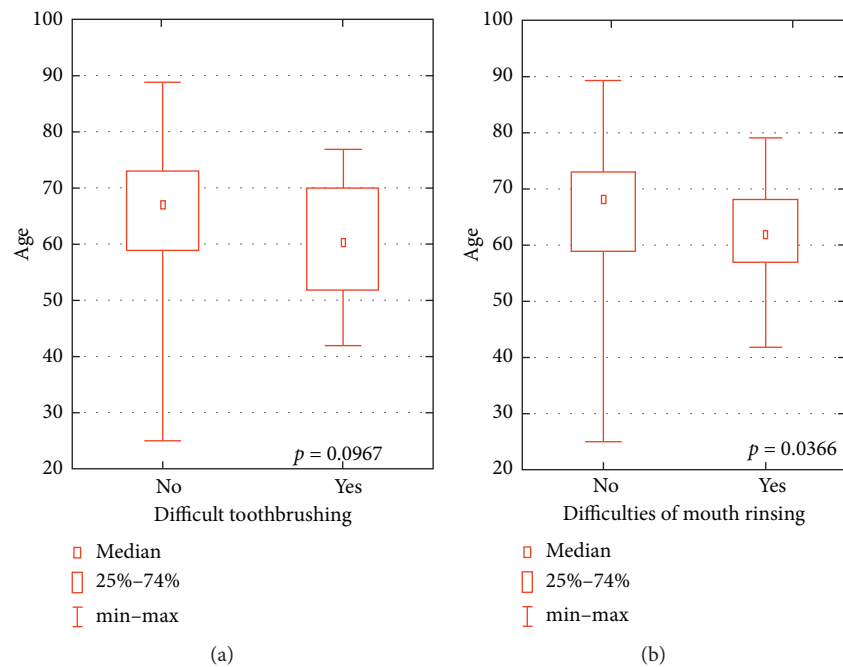 100
90
80
70
60
50
40
30
20
Age
p = 0.0967
No Yes
Difficult toothbrushing
Median
25%–74%
min–max
(a)
100
90
80
70
60
50
40
30
20
Age
p = 0.0366
No Yes
Difficulties of mouth rinsing
Median
25%–74%
min–max
(b)